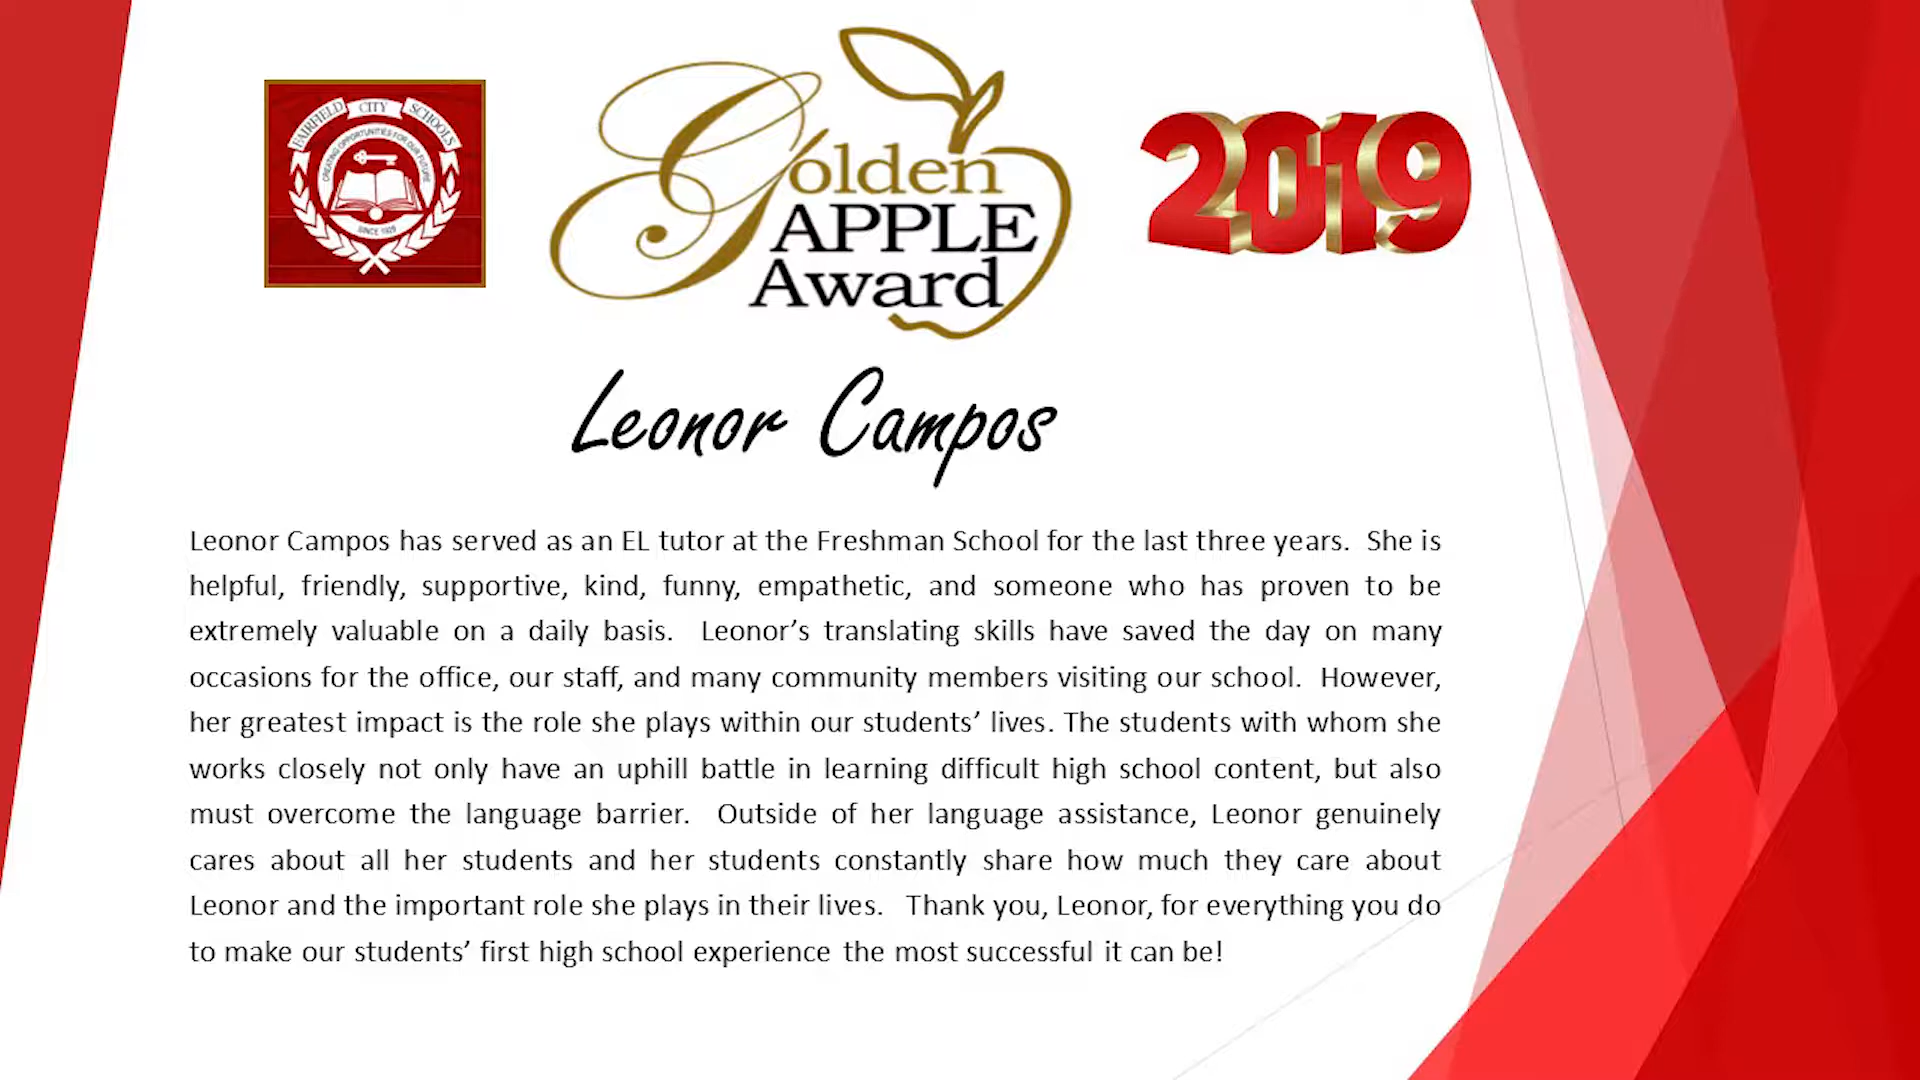 FAIRFIELD CITY SCHOOLS
CREATING OPPORTUNITIES FOR OUR FUTURE
SINCE 1929
Golden
APPLE
Award
2019
Leonor Campos
Leonor Campos has served as an EL tutor at the Freshman School for the last three years.  She is
helpful, friendly, supportive, kind, funny, empathetic, and someone who has proven to be
extremely valuable on a daily basis.  Leonor’s translating skills have saved the day on many
occasions for the office, our staff, and many community members visiting our school.  However,
her greatest impact is the role she plays within our students’ lives. The students with whom she
works closely not only have an uphill battle in learning difficult high school content, but also
must overcome the language barrier.  Outside of her language assistance, Leonor genuinely
cares about all her students and her students constantly share how much they care about
Leonor and the important role she plays in their lives.   Thank you, Leonor, for everything you do
to make our students’ first high school experience the most successful it can be!